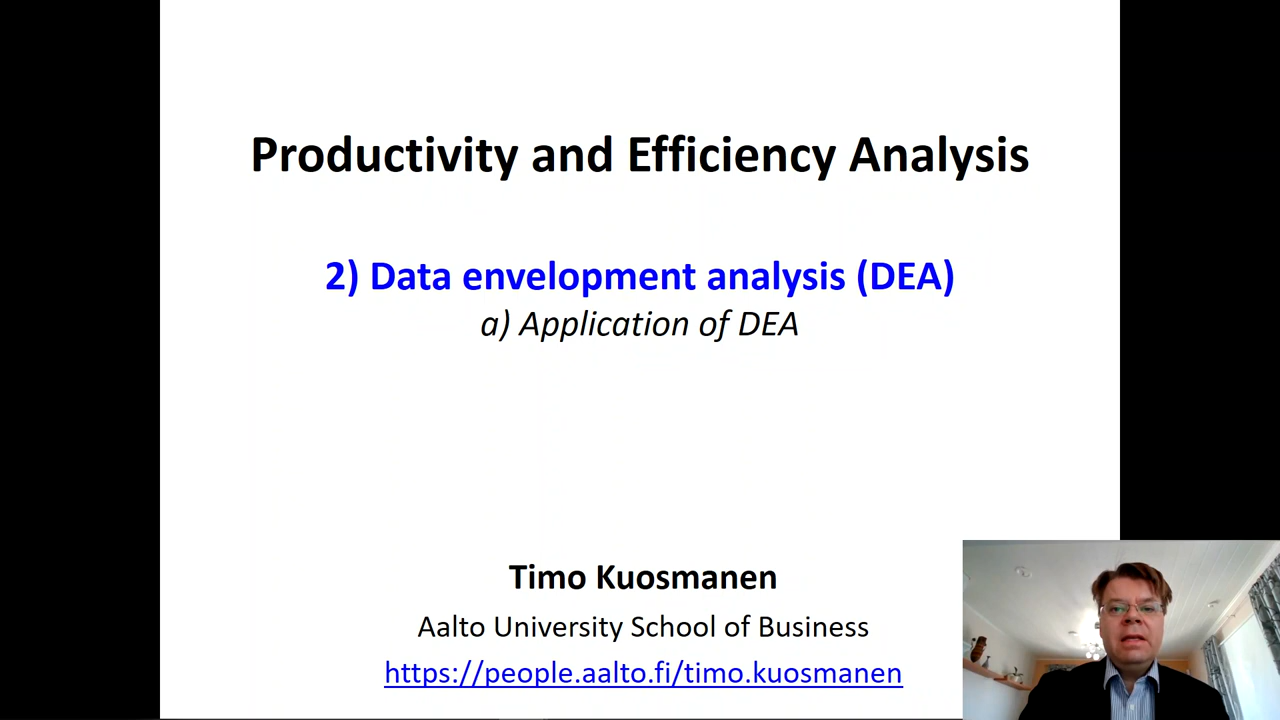 Productivity and Efficiency Analysis
2) Data envelopment analysis (DEA)
a) Application of DEA
Timo Kuosmanen
Aalto University School of Business
https://people.aalto.fi/timo.kuosmanen